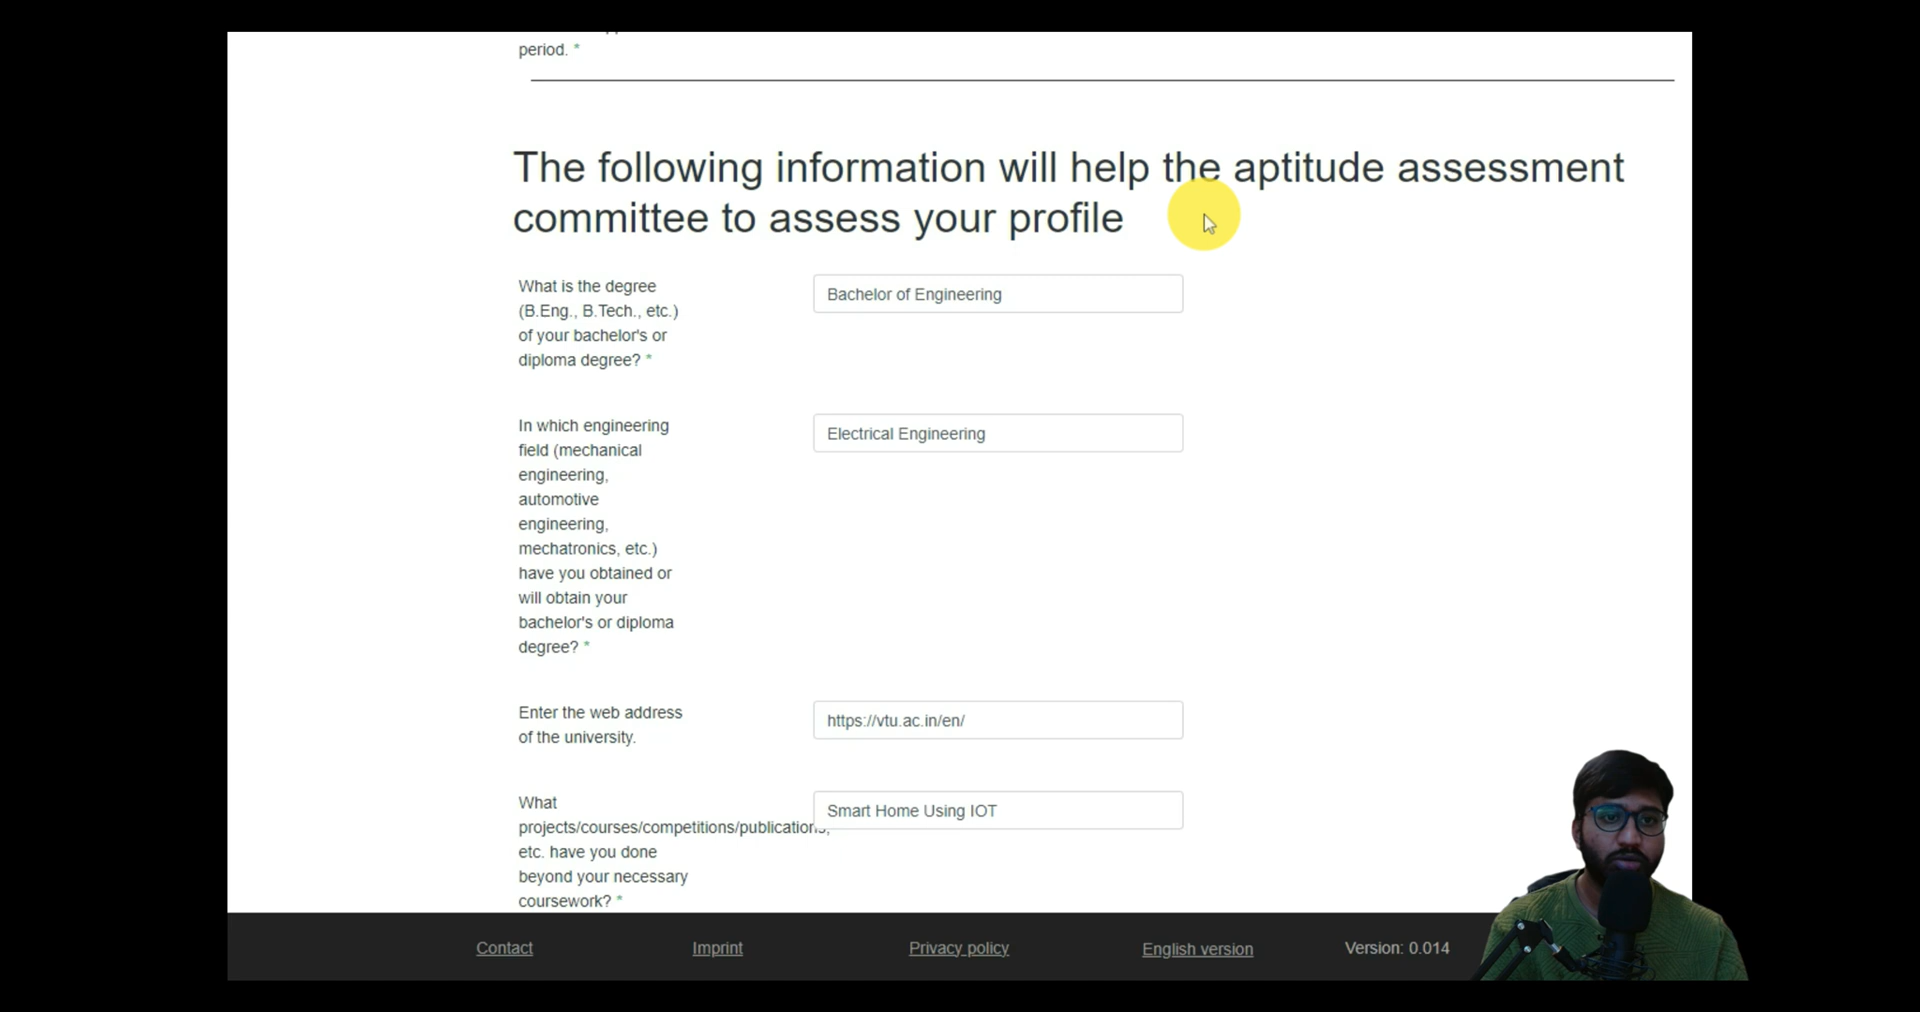 period. *
The following information will help the aptitude assessment
committee to assess your profile
What is the degree
(B.Eng., B.Tech., etc.)
of your bachelor's or
diploma degree? *
Bachelor of Engineering
In which engineering
field (mechanical
engineering,
automotive
engineering,
mechatronics, etc.)
have you obtained or
will obtain your
bachelor's or diploma
degree? *
Electrical Engineering
Enter the web address
of the university.
https://vtu.ac.in/en/
What
projects/courses/competitions/publications,
etc. have you done
beyond your necessary
coursework? *
Smart Home Using IOT
Contact
Imprint
Privacy policy
English version
Version: 0.014